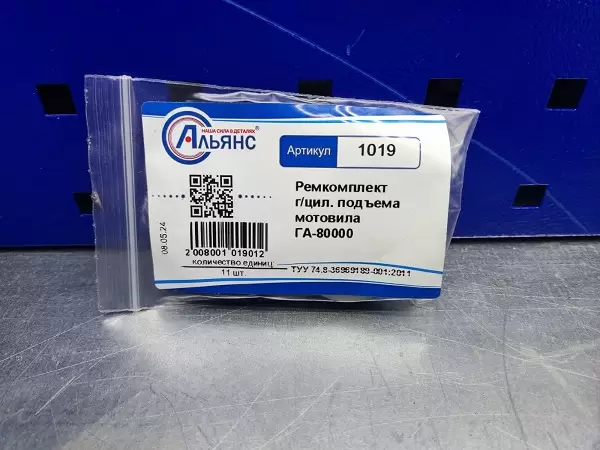 НАША СИЛА В ДЕТАЛЯХ
АЛЬЯНС®
Артикул 1019
Ремкомплект
г/цил. подъема
мотовила
ГА-80000
08.05.24
2 008001 019012
количество единиц
11 шт.
ТУУ 74.8-36969189-001:2011